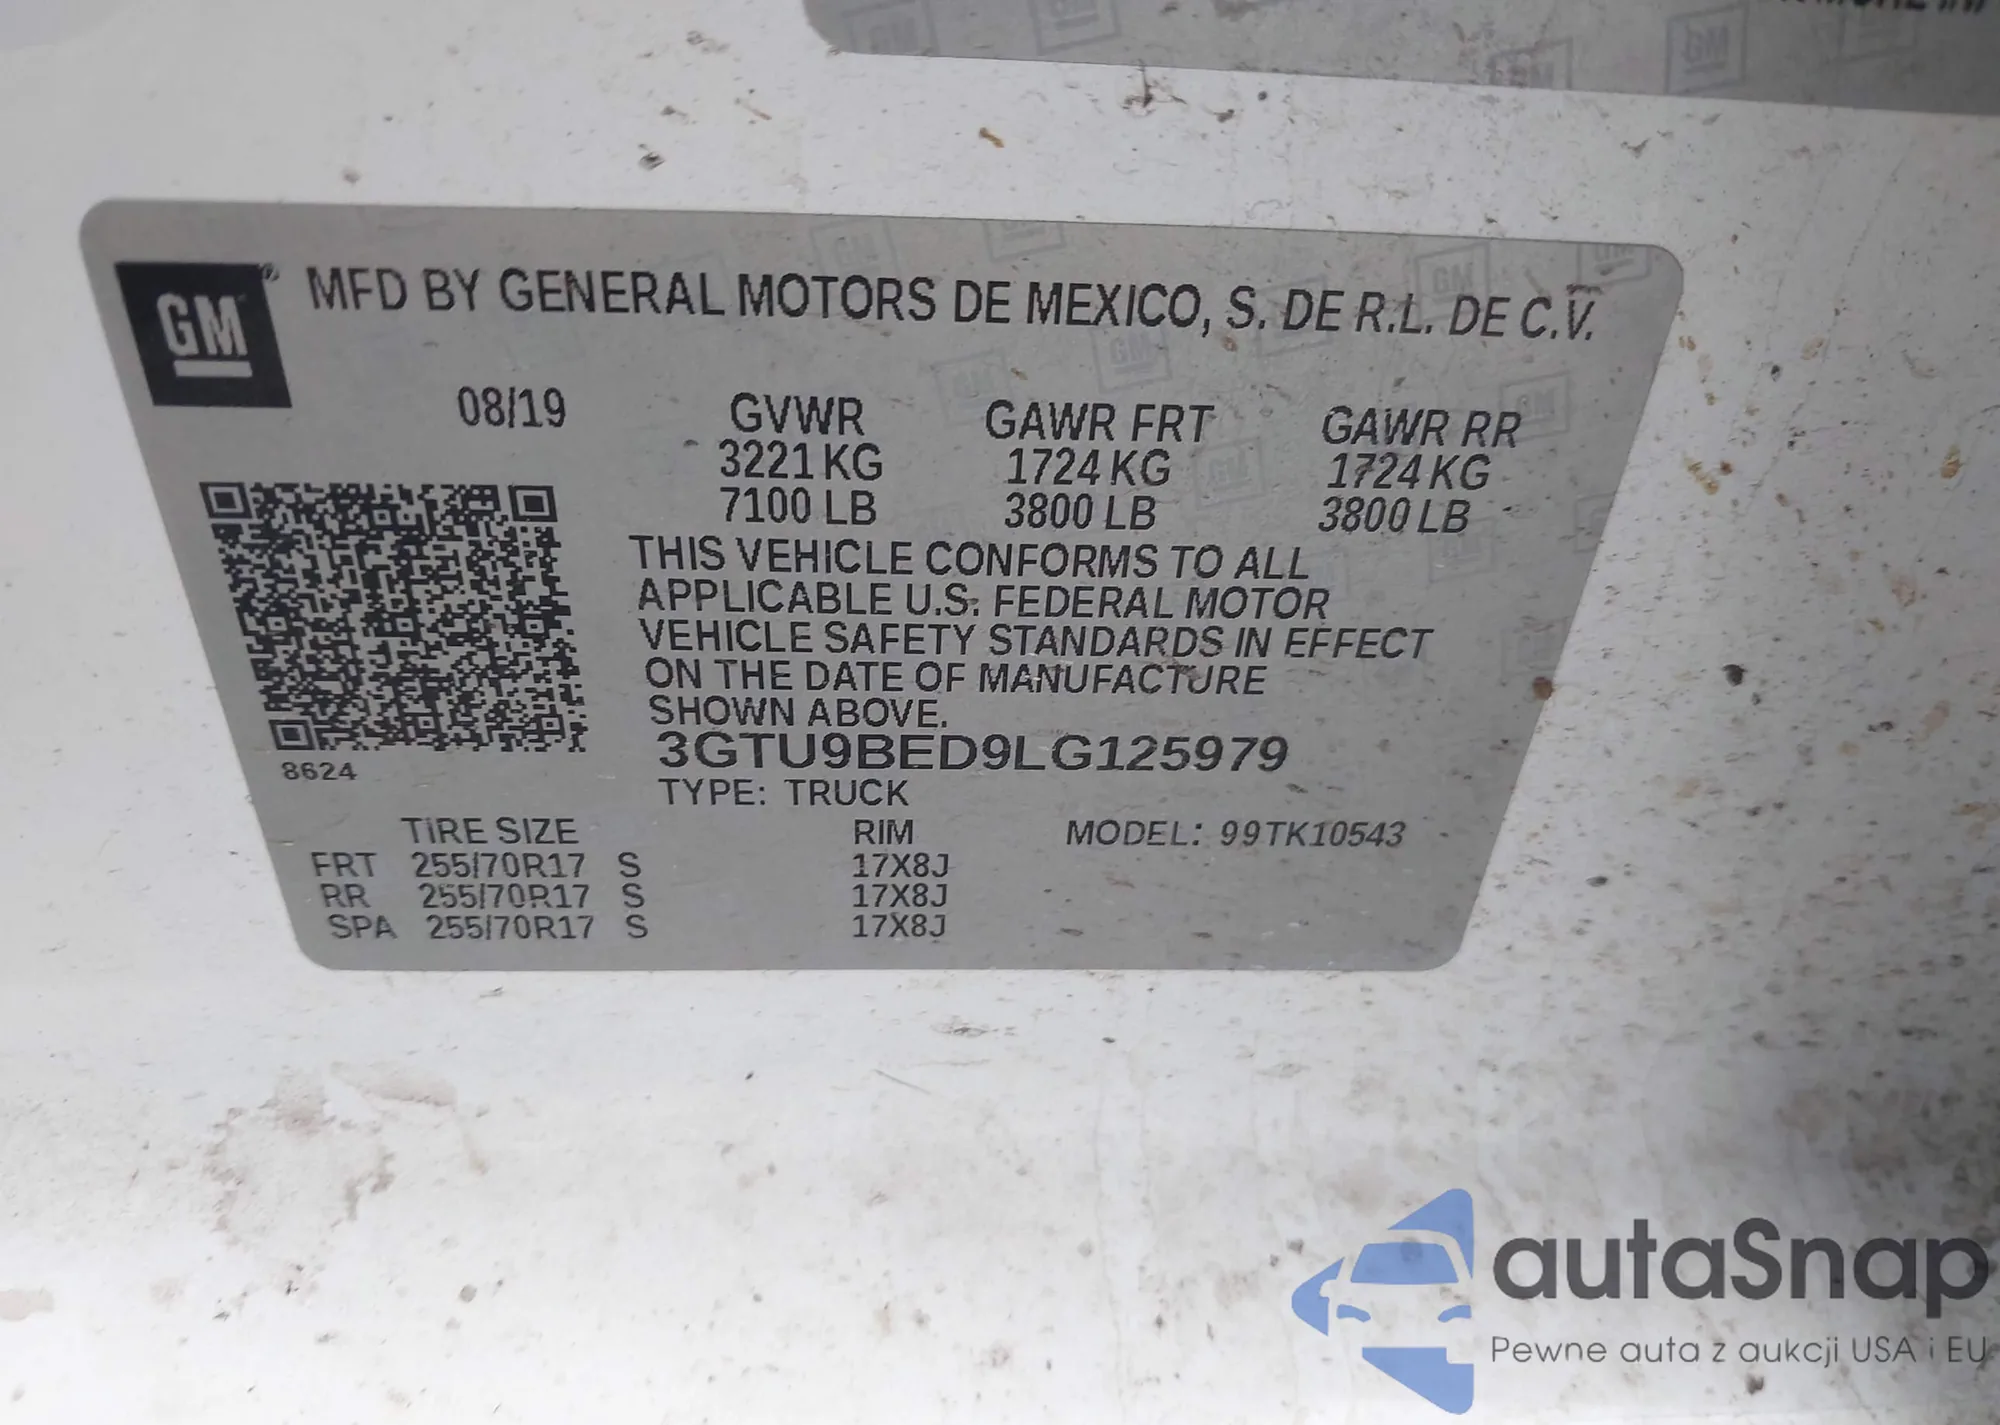 GM
MFD BY GENERAL MOTORS DE MEXICO, S. DE R.L. DE C.V.
08/19 GVWR GAWR FRT GAWR RR
3221 KG 1724 KG 1724 KG
7100 LB 3800 LB 3800 LB
THIS VEHICLE CONFORMS TO ALL
APPLICABLE U.S. FEDERAL MOTOR
VEHICLE SAFETY STANDARDS IN EFFECT
ON THE DATE OF MANUFACTURE
SHOWN ABOVE.
3GTU9BED9LG125979
8624
TYPE: TRUCK
TIRE SIZE RIM MODEL: 99TK10543
FRT 255/70R17 S 17X8J
RR 255/70R17 S 17X8J
SPA 255/70R17 S 17X8J
autaSnap
Pewne auta z aukcji USA i EU